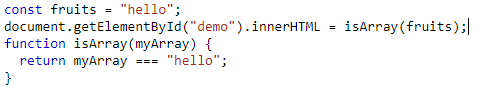 const fruits = "hello";
document.getElementById("demo").innerHTML = isArray(fruits);
function isArray(myArray) {
  return myArray === "hello";
}